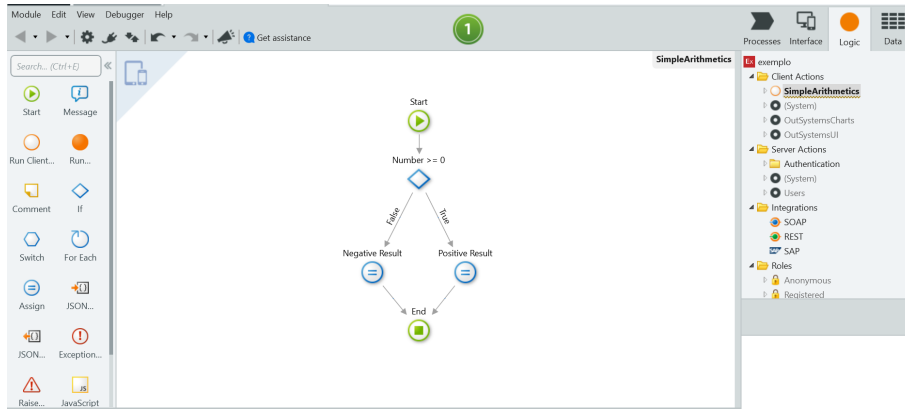 Module Edit View Debugger Help
Get assistance
1
Processes Interface Logic Data
Search... (Ctrl+E)
Start Message
Run Client... Run...
Comment If
Switch For Each
Assign JSON...
JSON... Exception...
Raise... JavaScript
JS
SimpleArithmetics
Start
Number >= 0
False True
Negative Result Positive Result
End
Ex exemplo
Client Actions
SimpleArithmetics
(System)
OutSystemsCharts
OutSystemsUI
Server Actions
Authentication
(System)
Users
Integrations
SOAP
REST
SAP SAP
Roles
Anonymous
Registered